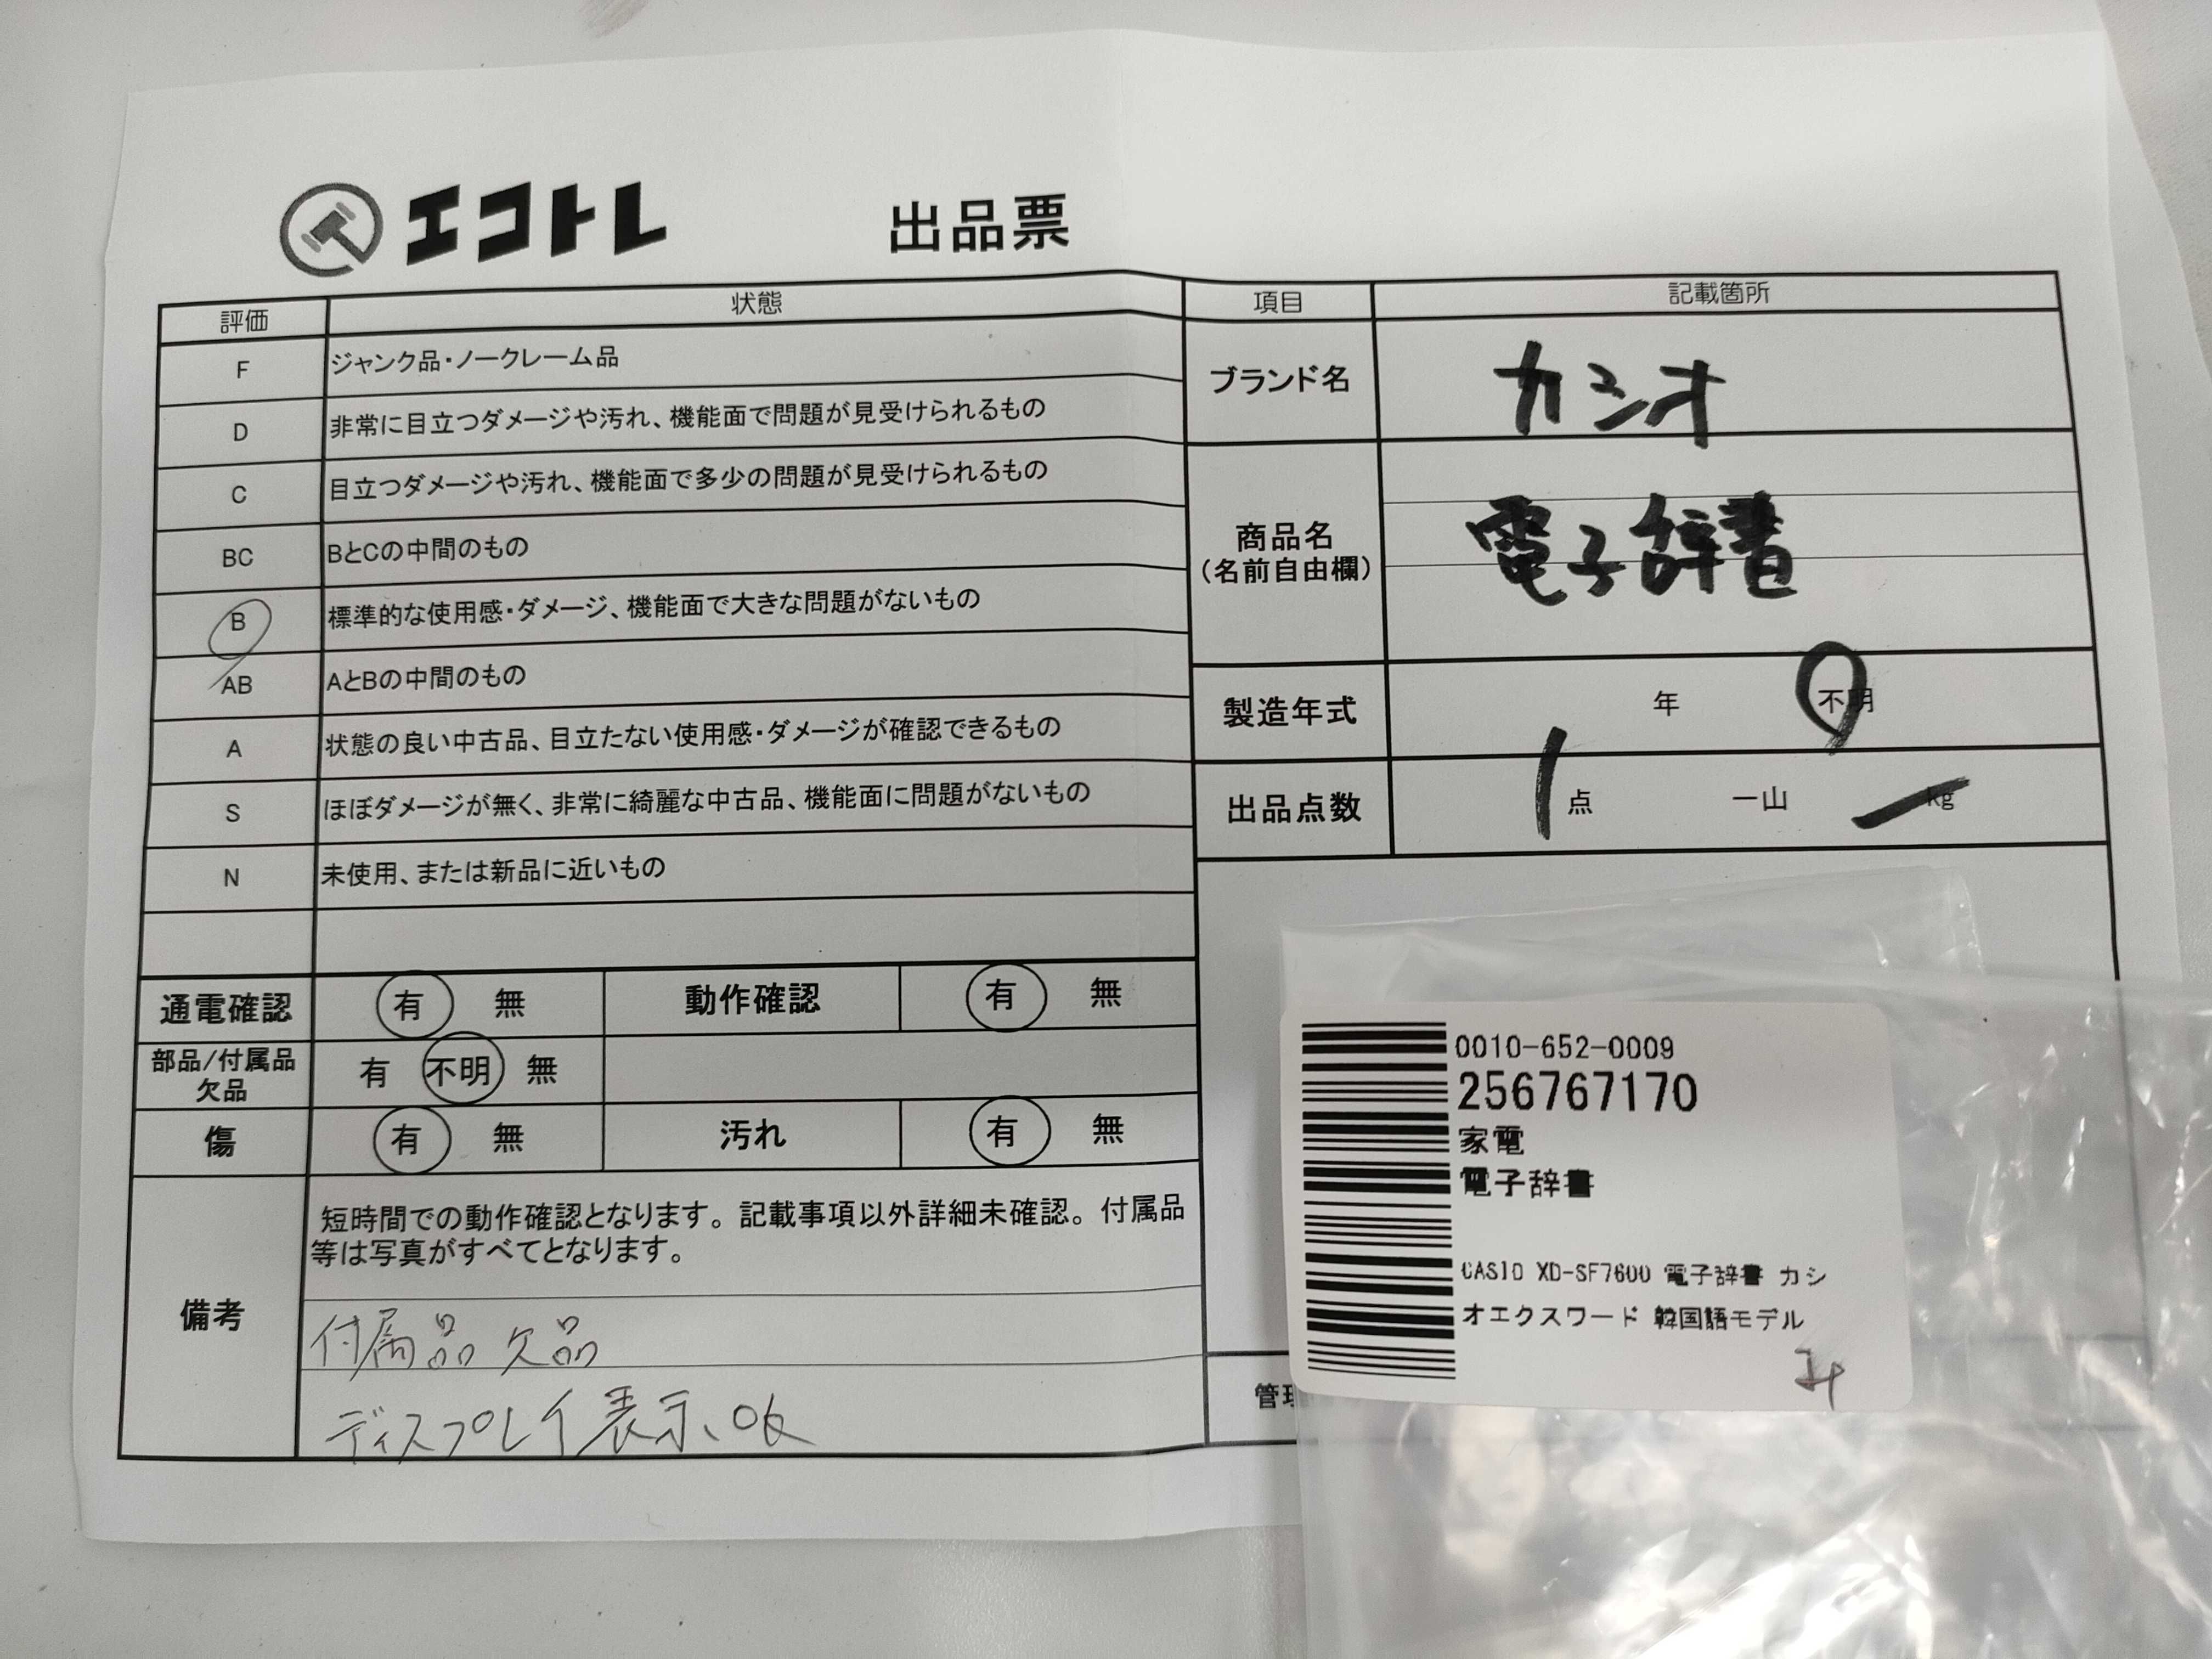 エコトレ
出品票
評価 状態
F ジャンク品・ノークレーム品
D 非常に目立つダメージや汚れ、機能面で問題が見受けられるもの
C 目立つダメージや汚れ、機能面で多少の問題が見受けられるもの
BC BとCの中間のもの
B 標準的な使用感・ダメージ、機能面で大きな問題がないもの
AB AとBの中間のもの
A 状態の良い中古品、目立たない使用感・ダメージが確認できるもの
S ほぼダメージが無く、非常に綺麗な中古品、機能面に問題がないもの
N 未使用、または新品に近いもの
通電確認 有 無 動作確認 有 無
部品/付属品
欠品
有 不明 無
傷 有 無 汚れ 有 無
備考
短時間での動作確認となります。記載事項以外詳細未確認。付属品
等は写真がすべてとなります。
付属品 欠品
ディスプレイ表示、OK
項目 記載箇所
ブランド名 カシオ
商品名
(名前自由欄)
電子辞書
製造年式 年 不明
出品点数 1 点 一山 kg
0010-652-0009
256767170
家電
電子辞書
CASIO XD-SF7600 電子辞書 カシ
オエクスワード 韓国語モデル